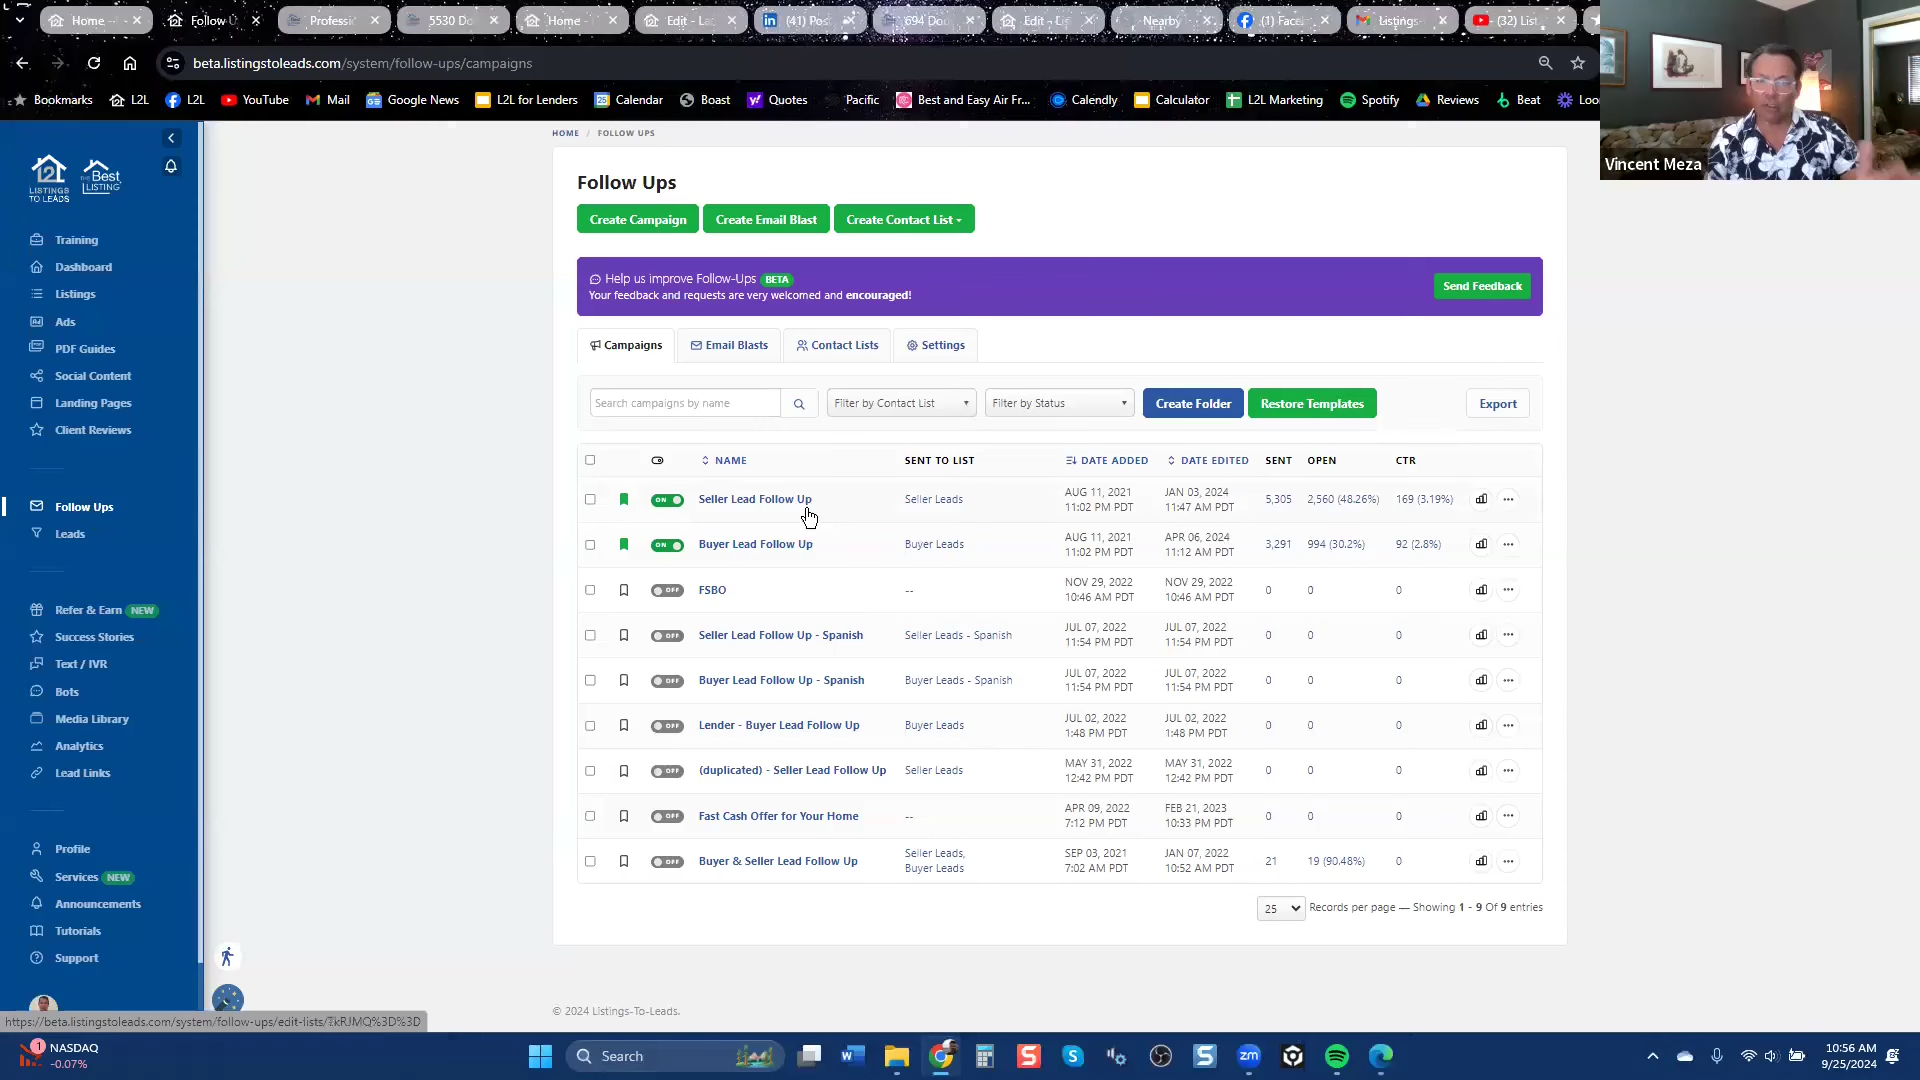 Home --
Follow U
Professi
5530 Do
Home -
Edit - La
(41) Pos
694 Doo
Edit - Li
Nearby
(1) Face
Listings-
(32) List
beta.listingstoleads.com/system/follow-ups/campaigns
Bookmarks
L2L
L2L
YouTube
Mail
Google News
L2L for Lenders
Calendar
Boast
Quotes
Pacific
Best and Easy Air Fr...
Calendly
Calculator
L2L Marketing
Spotify
Reviews
Beat
Loo
Vincent Meza
LISTINGS
TO LEADS
THE Best
LISTING
Training
Dashboard
Listings
Ads
PDF Guides
Social Content
Landing Pages
Client Reviews
Follow Ups
Leads
Refer & Earn NEW
Success Stories
Text / IVR
Bots
Media Library
Analytics
Lead Links
Profile
Services NEW
Announcements
Tutorials
Support
HOME / FOLLOW UPS
Follow Ups
Create Campaign
Create Email Blast
Create Contact List
Help us improve Follow-Ups BETA
Your feedback and requests are very welcomed and encouraged!
Send Feedback
Campaigns
Email Blasts
Contact Lists
Settings
Search campaigns by name
Filter by Contact List
Filter by Status
Create Folder
Restore Templates
Export
NAME SENT TO LIST DATE ADDED DATE EDITED SENT OPEN CTR
ON Seller Lead Follow Up Seller Leads AUG 11, 2021 11:02 PM PDT JAN 03, 2024 11:47 AM PDT 5,305 2,560 (48.26%) 169 (3.19%)
ON Buyer Lead Follow Up Buyer Leads AUG 11, 2021 11:02 PM PDT APR 06, 2024 11:12 AM PDT 3,291 994 (30.2%) 92 (2.8%)
OFF FSBO -- NOV 29, 2022 10:46 AM PDT NOV 29, 2022 10:46 AM PDT 0 0 0
OFF Seller Lead Follow Up - Spanish Seller Leads - Spanish JUL 07, 2022 11:54 PM PDT JUL 07, 2022 11:54 PM PDT 0 0 0
OFF Buyer Lead Follow Up - Spanish Buyer Leads - Spanish JUL 07, 2022 11:54 PM PDT JUL 07, 2022 11:54 PM PDT 0 0 0
OFF Lender - Buyer Lead Follow Up Buyer Leads JUL 02, 2022 1:48 PM PDT JUL 02, 2022 1:48 PM PDT 0 0 0
OFF (duplicated) - Seller Lead Follow Up Seller Leads MAY 31, 2022 12:42 PM PDT MAY 31, 2022 12:42 PM PDT 0 0 0
OFF Fast Cash Offer for Your Home -- APR 09, 2022 7:12 PM PDT FEB 21, 2023 10:33 PM PDT 0 0 0
OFF Buyer & Seller Lead Follow Up Seller Leads, Buyer Leads SEP 03, 2021 7:02 AM PDT JAN 07, 2022 10:52 AM PDT 21 19 (90.48%) 0
25 Records per page — Showing 1 - 9 Of 9 entries
© 2024 Listings-To-Leads.
https://beta.listingstoleads.com/system/follow-ups/edit-lists/TkRJMQ%3D%3D
1
NASDAQ
-0.07%
Search
10:56 AM
9/25/2024